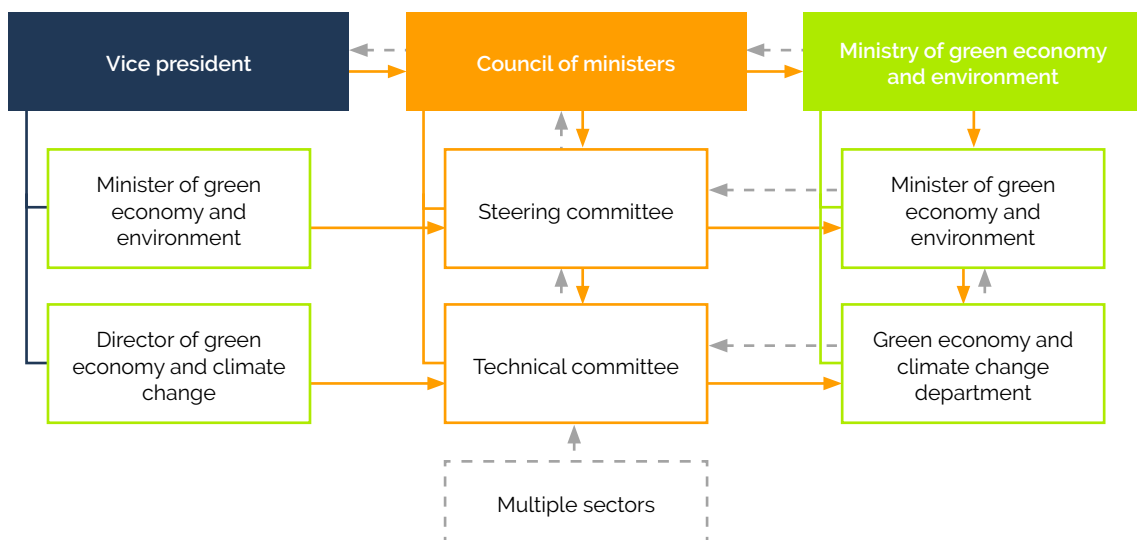 Vice president
Council of ministers
Ministry of green economy
and environment
Minister of green
economy and
environment
Steering committee
Minister of green
economy and
environment
Director of green
economy and climate
change
Technical committee
Green economy and
climate change
department
Multiple sectors